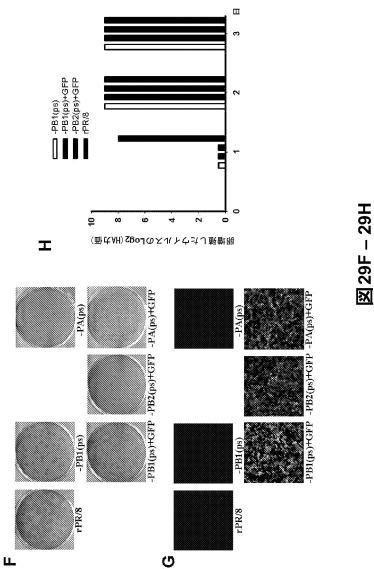 F
rPR/8 -PB1(ps) -PA(ps)
-PB1(ps)+GFP -PB2(ps)+GFP -PA(ps)+GFP
G
rPR/8 -PB1(ps) -PA(ps)
-PB1(ps)+GFP -PB2(ps)+GFP -PA(ps)+GFP
H
-PB1(ps)
-PB1(ps)+GFP
-PB2(ps)+GFP
rPR/8
卵増殖したウイルスのLog₂(HA力価)
10
8
6
4
2
0
0 1 2 3 日
図29F – 29H